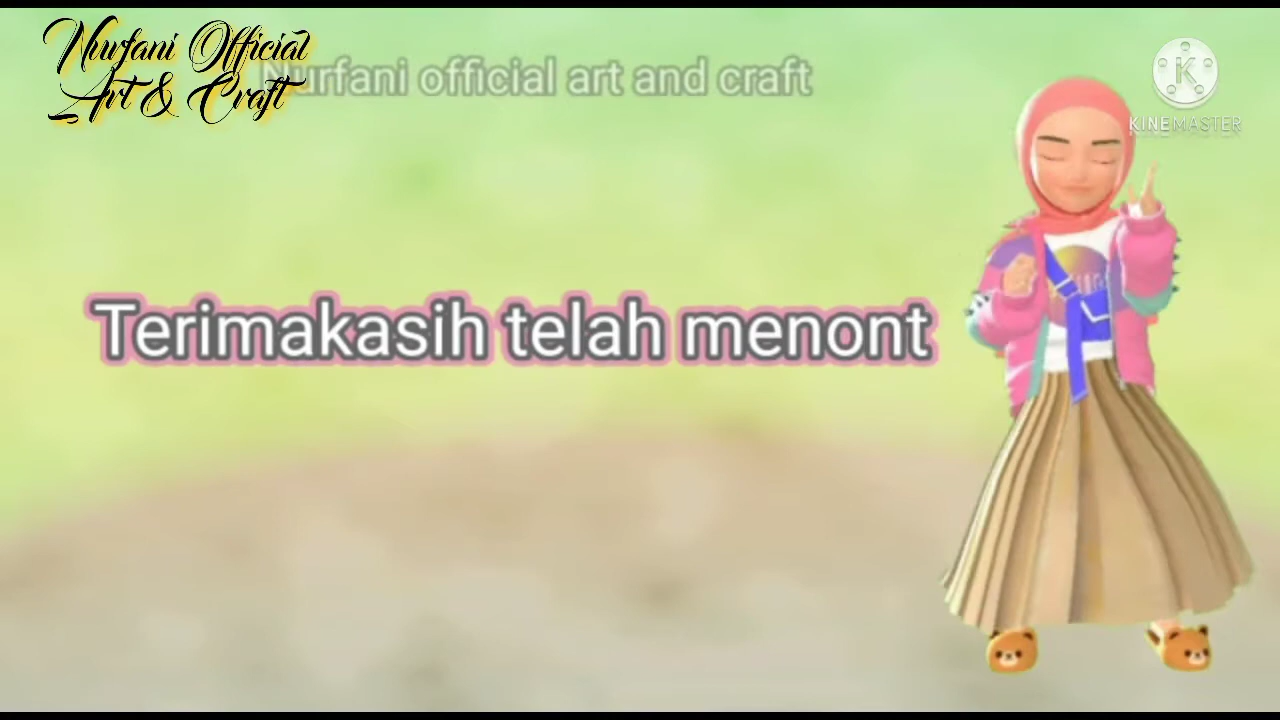 Nurfani Official
Art & Craft
Nurfani official art and craft
KINEMASTER
Terimakasih telah menont